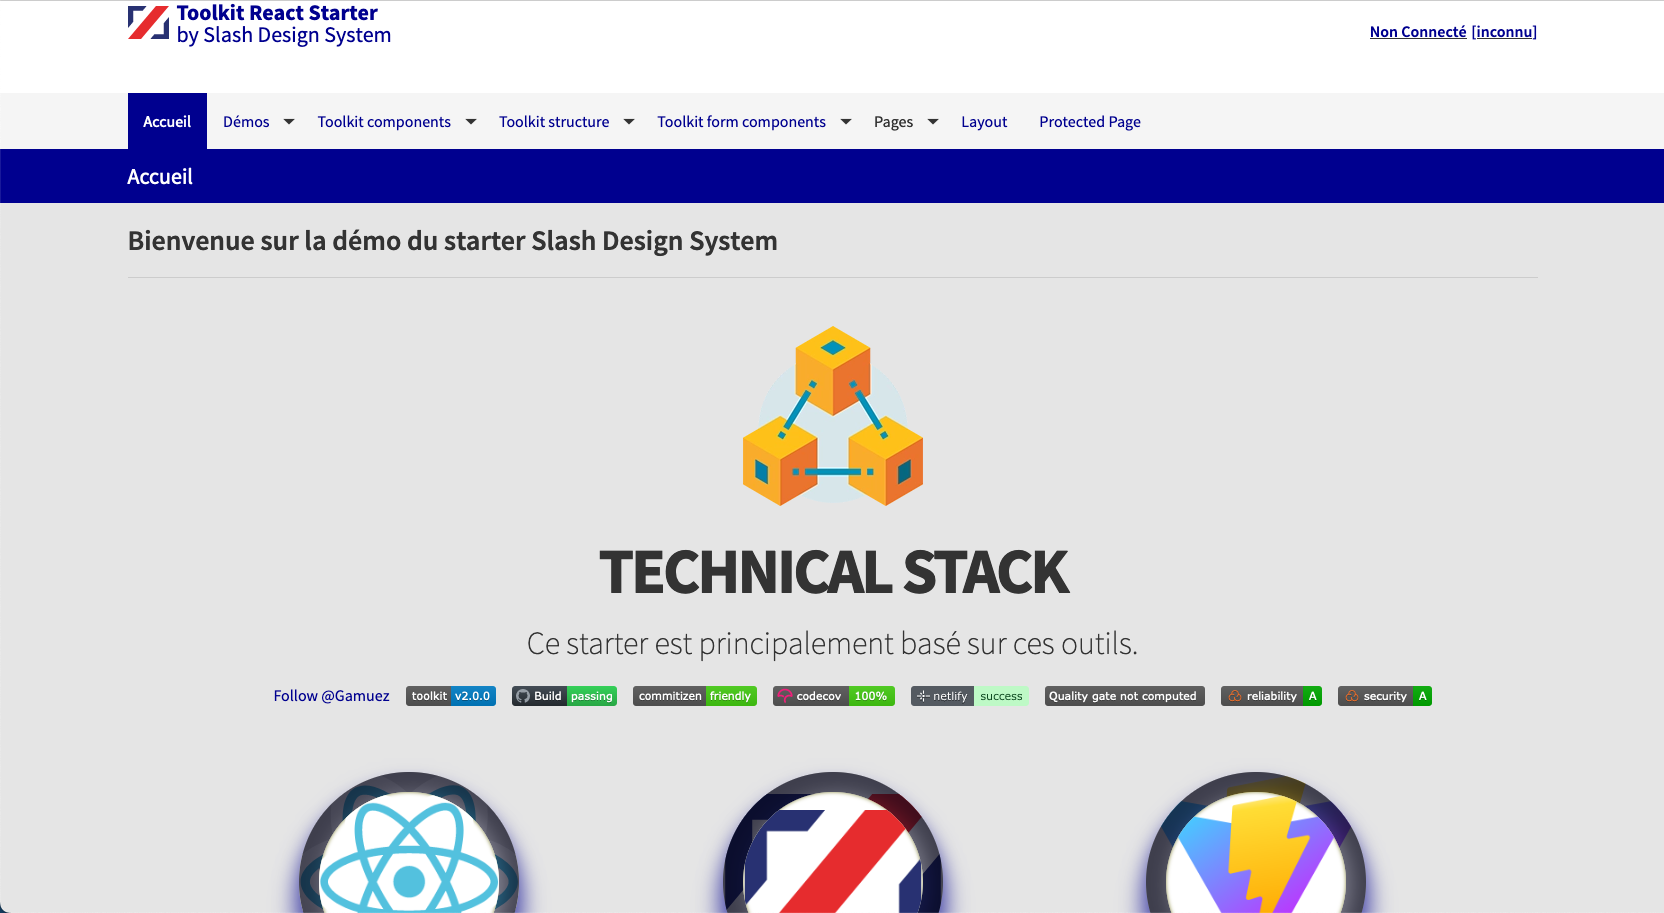 Toolkit React Starter
by Slash Design System
Non Connecté [inconnu]
Accueil Démos Toolkit components Toolkit structure Toolkit form components Pages Layout Protected Page
Accueil
Bienvenue sur la démo du starter Slash Design System
TECHNICAL STACK
Ce starter est principalement basé sur ces outils.
Follow @Gamuez toolkit v2.0.0 Build passing commitizen friendly codecov 100% netlify success Quality gate not computed reliability A security A